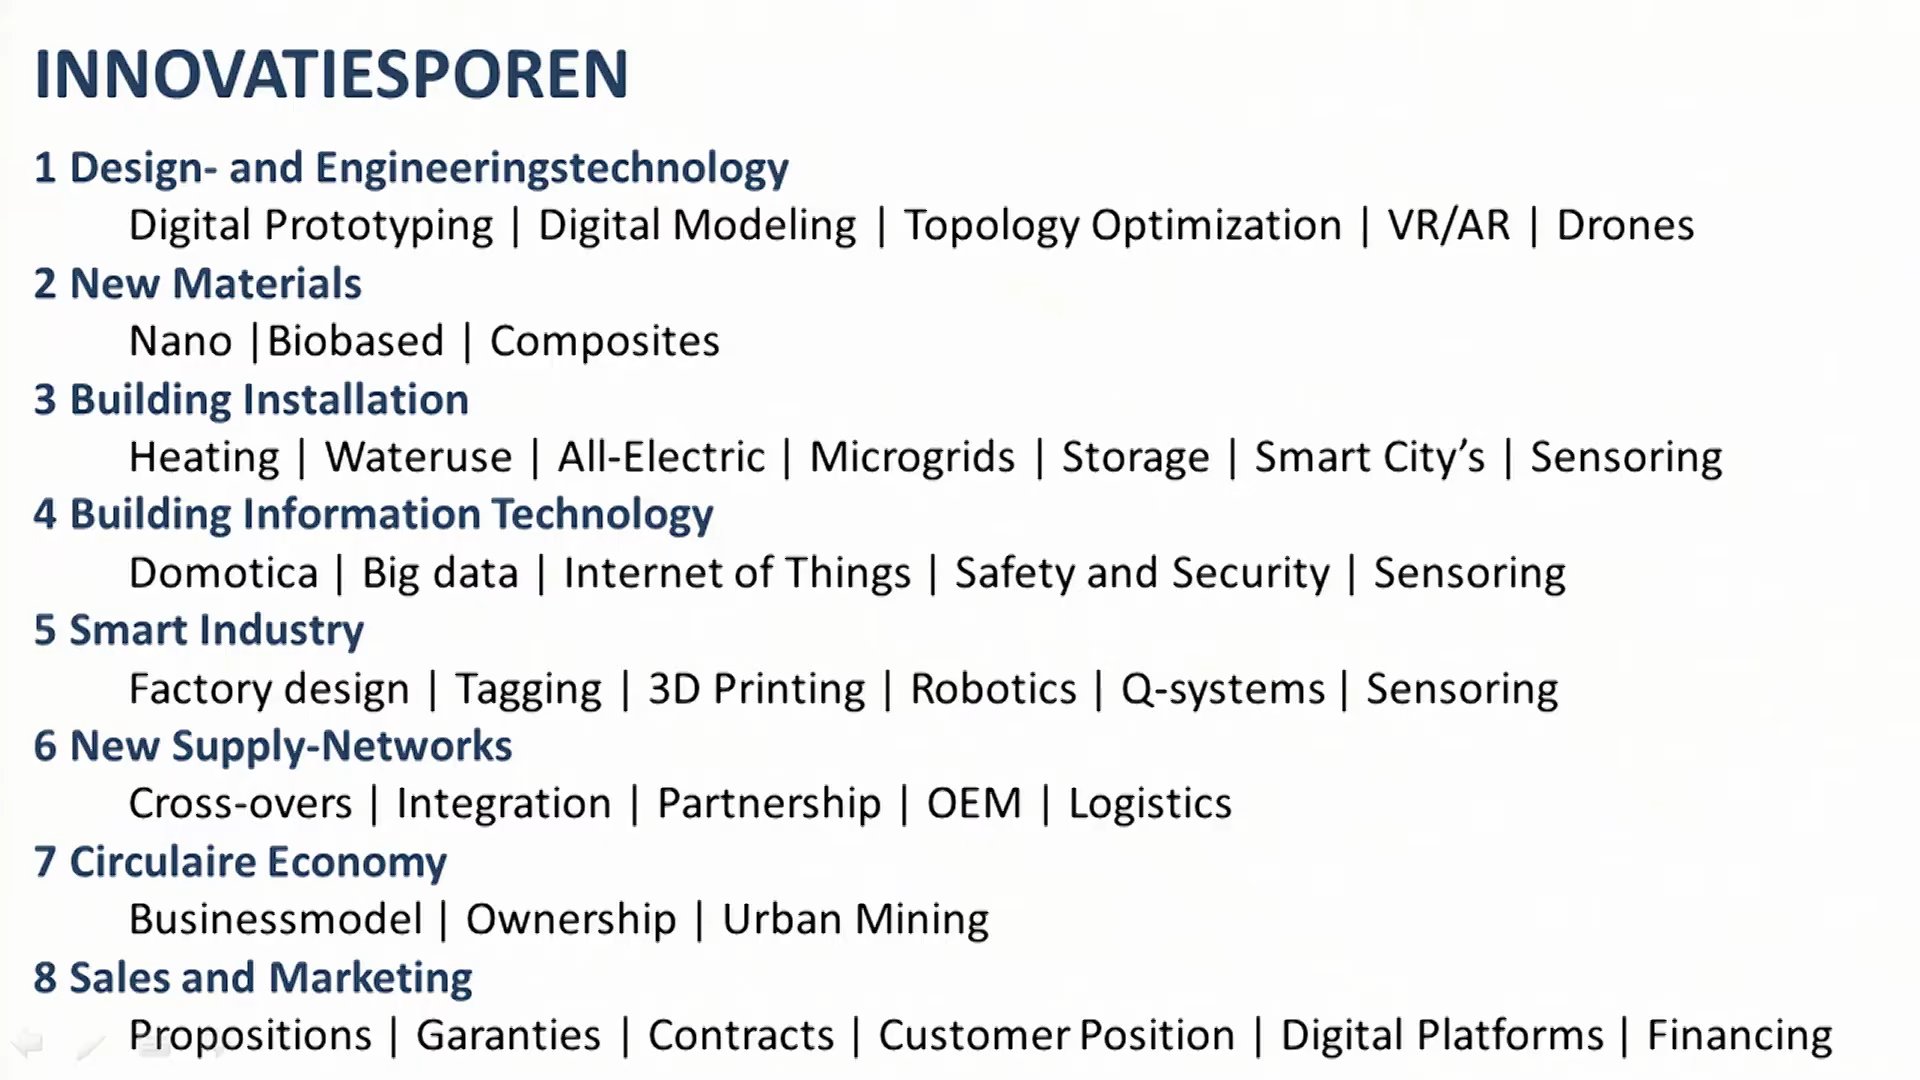 INNOVATIESPOREN
1 Design- and Engineeringstechnology
Digital Prototyping | Digital Modeling | Topology Optimization | VR/AR | Drones
2 New Materials
Nano |Biobased | Composites
3 Building Installation
Heating | Wateruse | All-Electric | Microgrids | Storage | Smart City’s | Sensoring
4 Building Information Technology
Domotica | Big data | Internet of Things | Safety and Security | Sensoring
5 Smart Industry
Factory design | Tagging | 3D Printing | Robotics | Q-systems | Sensoring
6 New Supply-Networks
Cross-overs | Integration | Partnership | OEM | Logistics
7 Circulaire Economy
Businessmodel | Ownership | Urban Mining
8 Sales and Marketing
Propositions | Garanties | Contracts | Customer Position | Digital Platforms | Financing